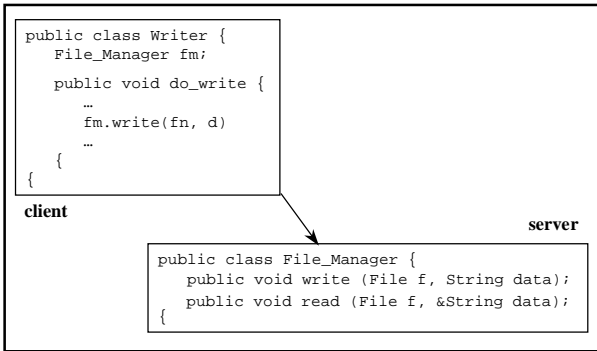 public class Writer {
File_Manager fm;
public void do_write {
…
fm.write(fn, d)
…
{
{
client
server
public class File_Manager {
public void write (File f, String data);
public void read (File f, &String data);
{